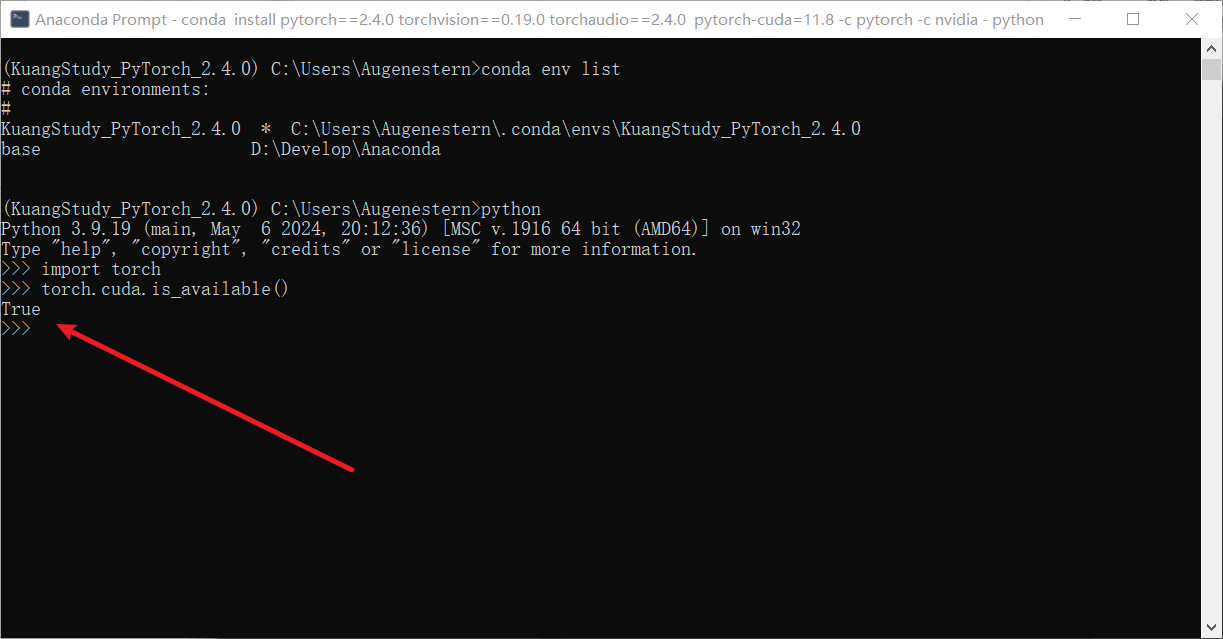 Anaconda Prompt - conda  install pytorch==2.4.0 torchvision==0.19.0 torchaudio==2.4.0  pytorch-cuda=11.8 -c pytorch -c nvidia - python
(KuangStudy_PyTorch_2.4.0) C:\Users\Augenestern>conda env list
# conda environments:
#
KuangStudy_PyTorch_2.4.0  *  C:\Users\Augenestern\.conda\envs\KuangStudy_PyTorch_2.4.0
base                     D:\Develop\Anaconda
(KuangStudy_PyTorch_2.4.0) C:\Users\Augenestern>python
Python 3.9.19 (main, May  6 2024, 20:12:36) [MSC v.1916 64 bit (AMD64)] on win32
Type "help", "copyright", "credits" or "license" for more information.
>>> import torch
>>> torch.cuda.is_available()
True
>>>